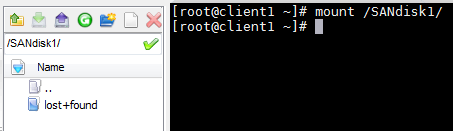 /SANdisk1/
Name
..
lost+found
[root@client1 ~]# mount /SANdisk1/
[root@client1 ~]#